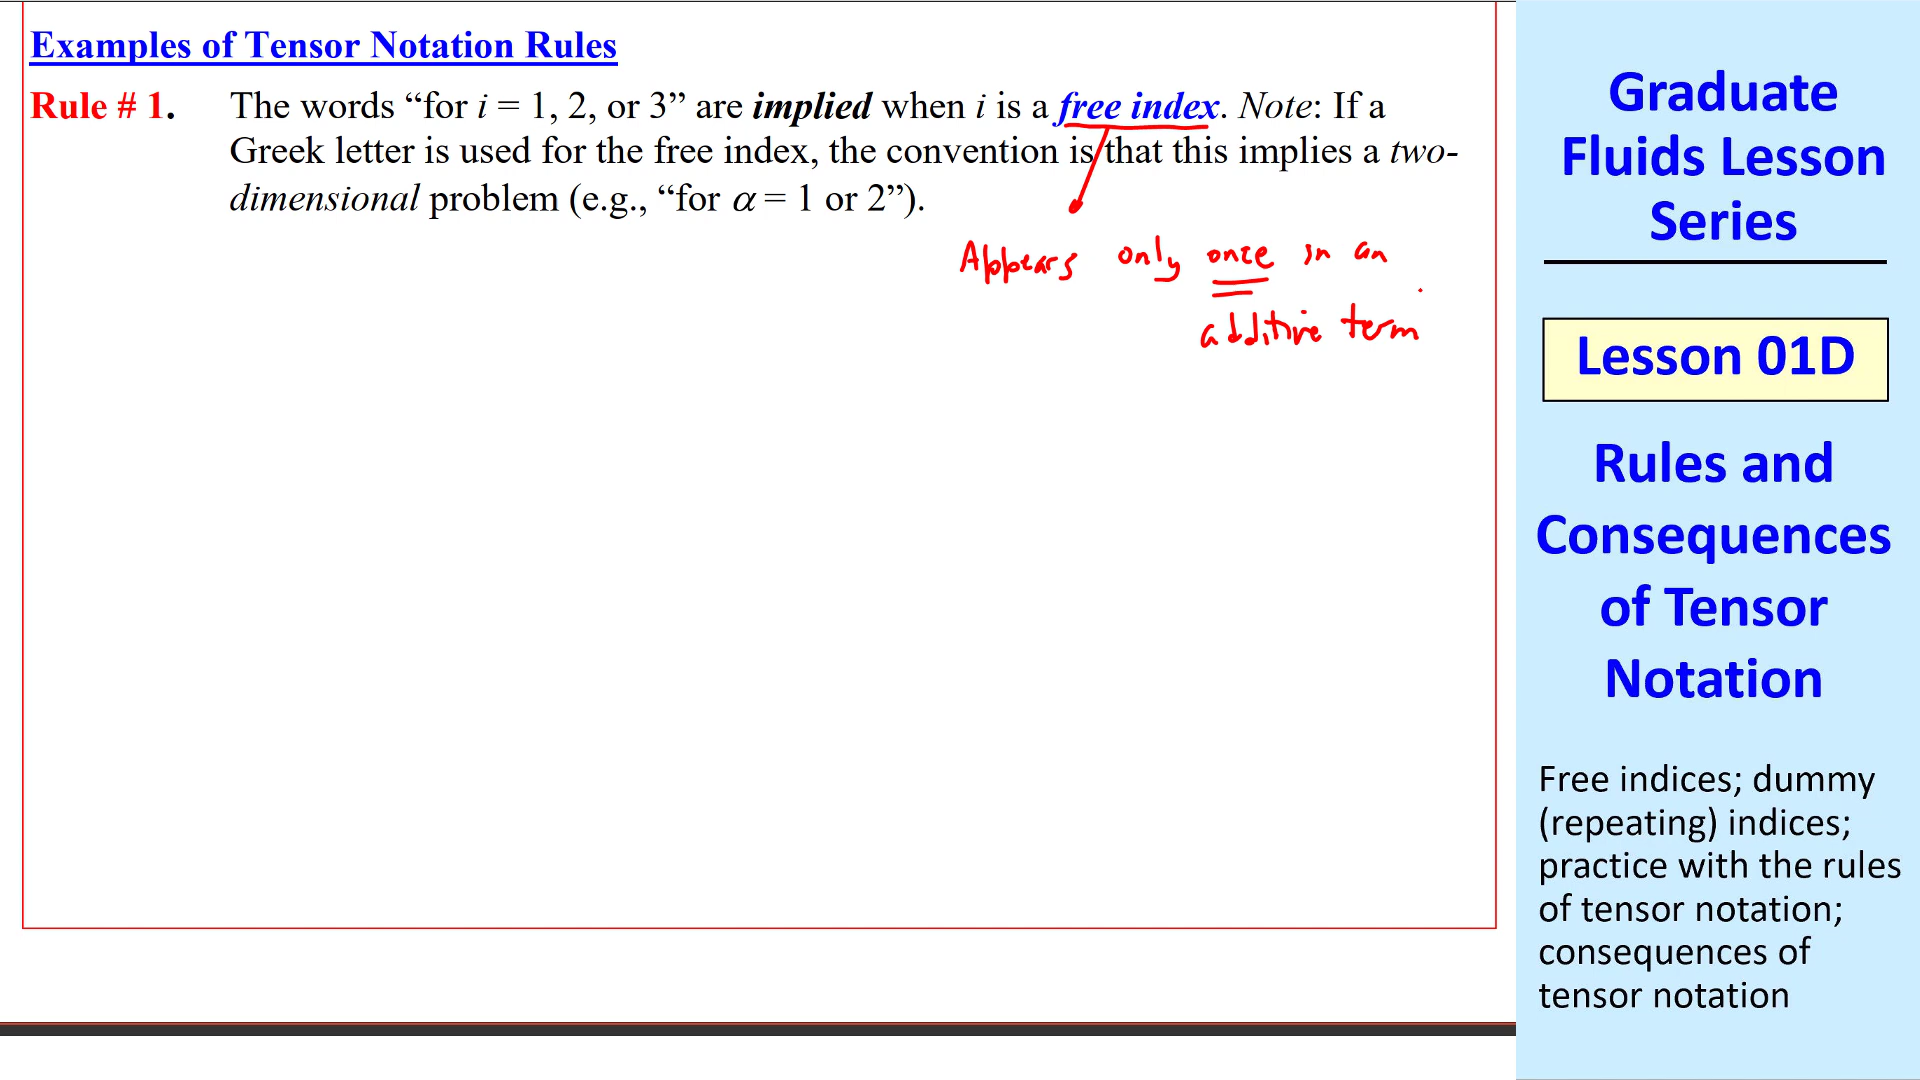 Examples of Tensor Notation Rules
Rule # 1. The words “for i = 1, 2, or 3” are implied when i is a free index. Note: If a
Greek letter is used for the free index, the convention is that this implies a two-
dimensional problem (e.g., “for α = 1 or 2”).
Appears only once in an
additive term
Graduate
Fluids Lesson
Series
Lesson 01D
Rules and
Consequences
of Tensor
Notation
Free indices; dummy
(repeating) indices;
practice with the rules
of tensor notation;
consequences of
tensor notation